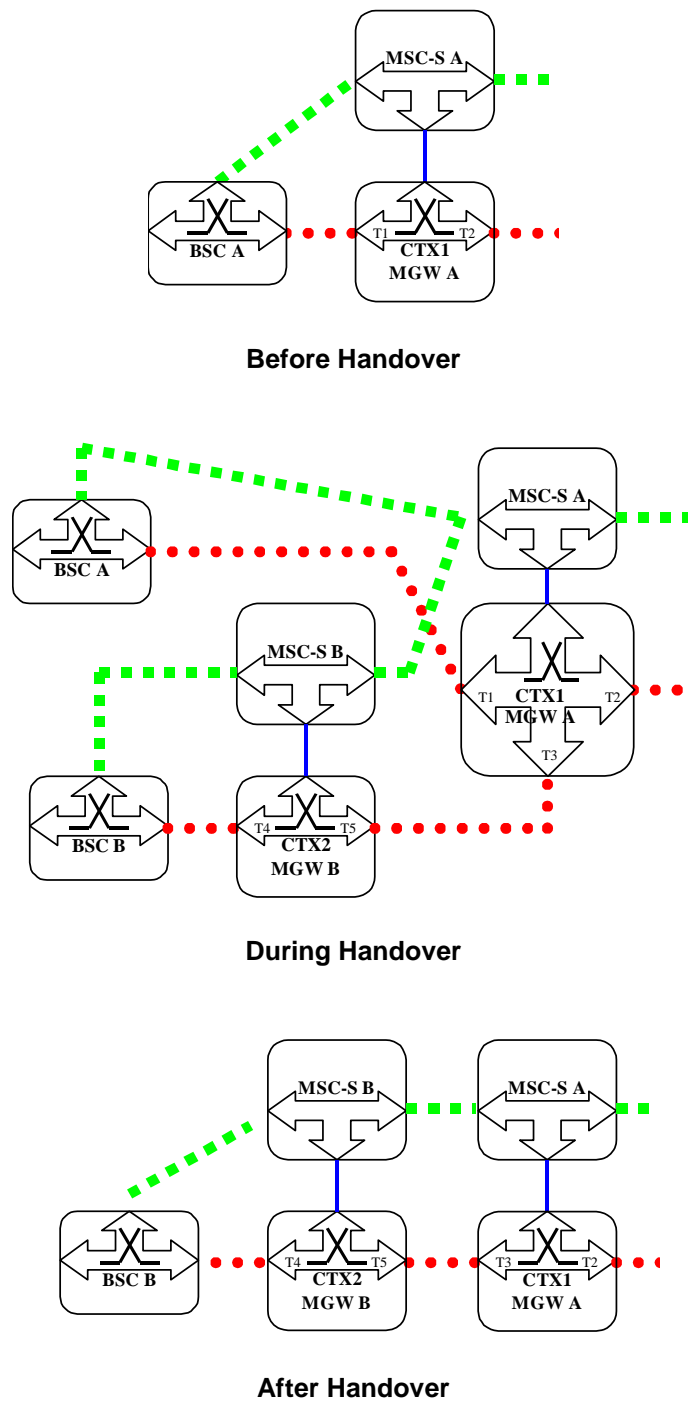 MSC-S A
T1
T2
BSC A
CTX1
MGW A
Before Handover
MSC-S A
BSC A
MSC-S B
T1
CTX1
T2
MGW A
T3
T4
T5
BSC B
CTX2
MGW B
During Handover
MSC-S B
MSC-S A
T4
T5
T3
T2
BSC B
CTX2
CTX1
MGW B
MGW A
After Handover